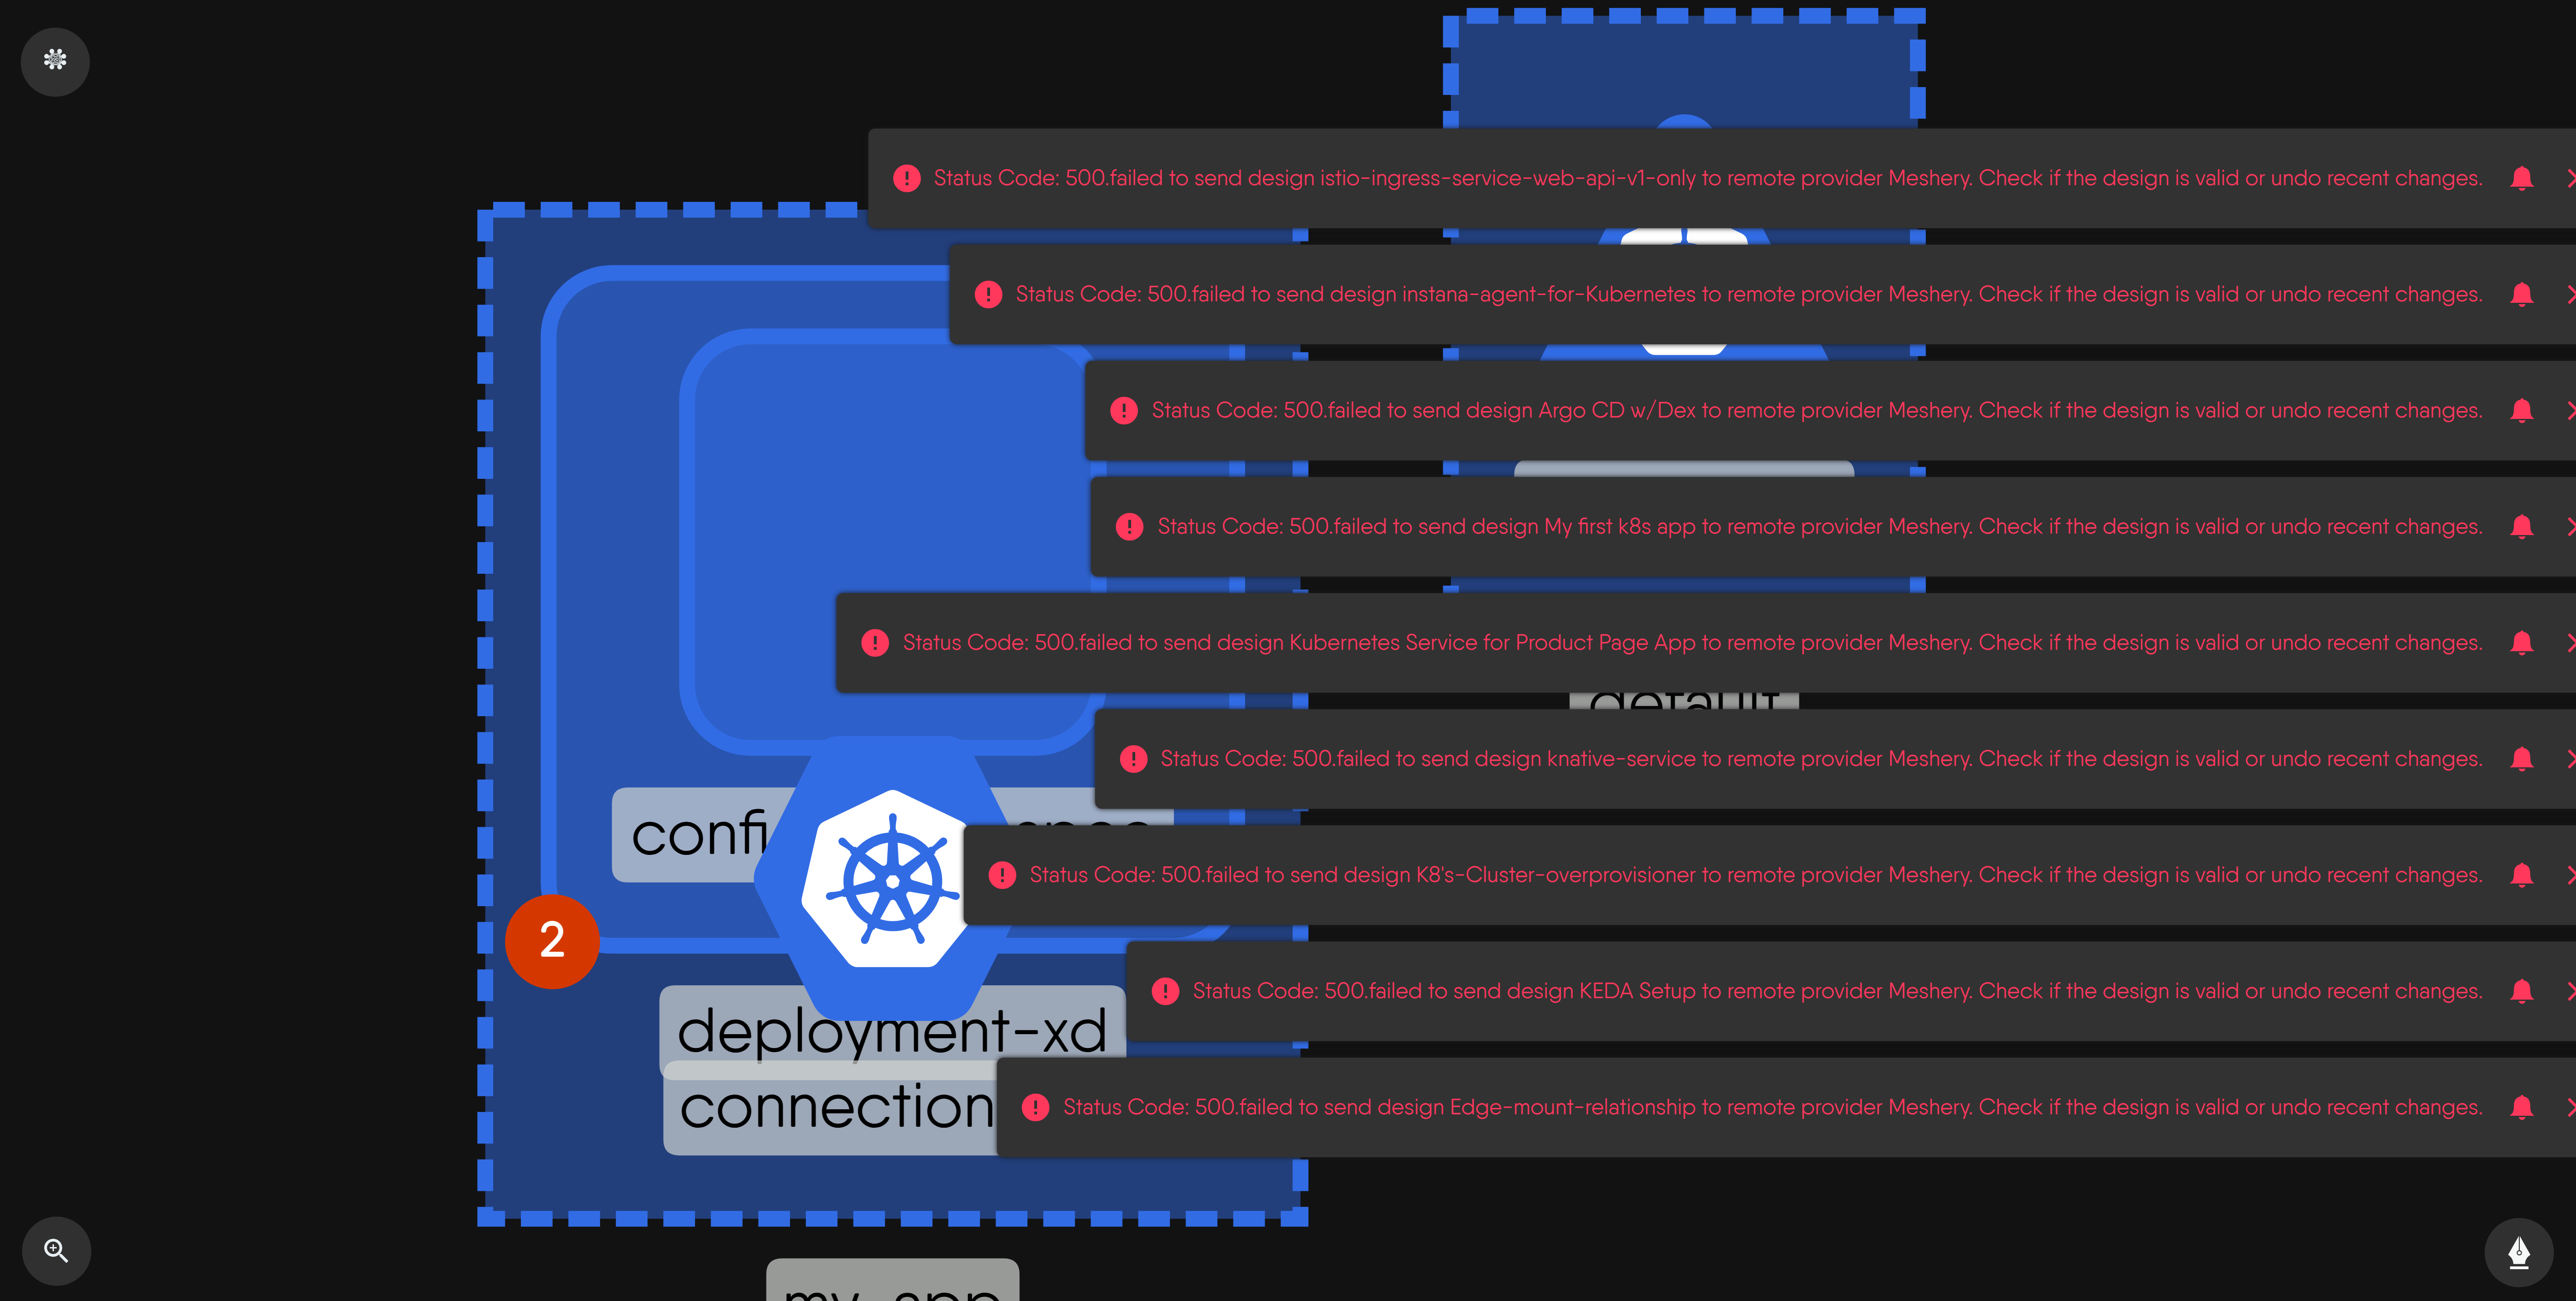 Status Code: 500.failed to send design istio-ingress-service-web-api-v1-only to remote provider Meshery. Check if the design is valid or undo recent changes.
Status Code: 500.failed to send design instana-agent-for-Kubernetes to remote provider Meshery. Check if the design is valid or undo recent changes.
Status Code: 500.failed to send design Argo CD w/Dex to remote provider Meshery. Check if the design is valid or undo recent changes.
Status Code: 500.failed to send design My first k8s app to remote provider Meshery. Check if the design is valid or undo recent changes.
Status Code: 500.failed to send design Kubernetes Service for Product Page App to remote provider Meshery. Check if the design is valid or undo recent changes.
default
Status Code: 500.failed to send design knative-service to remote provider Meshery. Check if the design is valid or undo recent changes.
confi
Status Code: 500.failed to send design K8's-Cluster-overprovisioner to remote provider Meshery. Check if the design is valid or undo recent changes.
2
Status Code: 500.failed to send design KEDA Setup to remote provider Meshery. Check if the design is valid or undo recent changes.
deployment-xd
connection
Status Code: 500.failed to send design Edge-mount-relationship to remote provider Meshery. Check if the design is valid or undo recent changes.